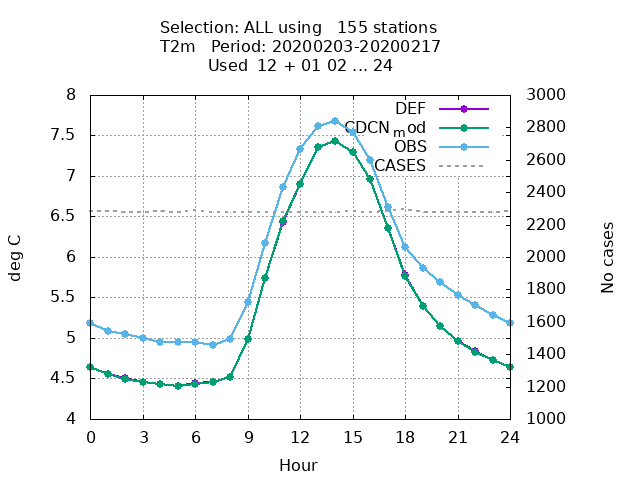 Selection: ALL using   155 stations
T2m   Period: 20200203-20200217
Used  12 + 01 02 ... 24
8
7.5
7
6.5
6
5.5
5
4.5
4
deg C
3000
2800
2600
2400
2200
2000
1800
1600
1400
1200
1000
No cases
DEF
CDCN_mod
OBS
CASES
0 3 6 9 12 15 18 21 24
Hour